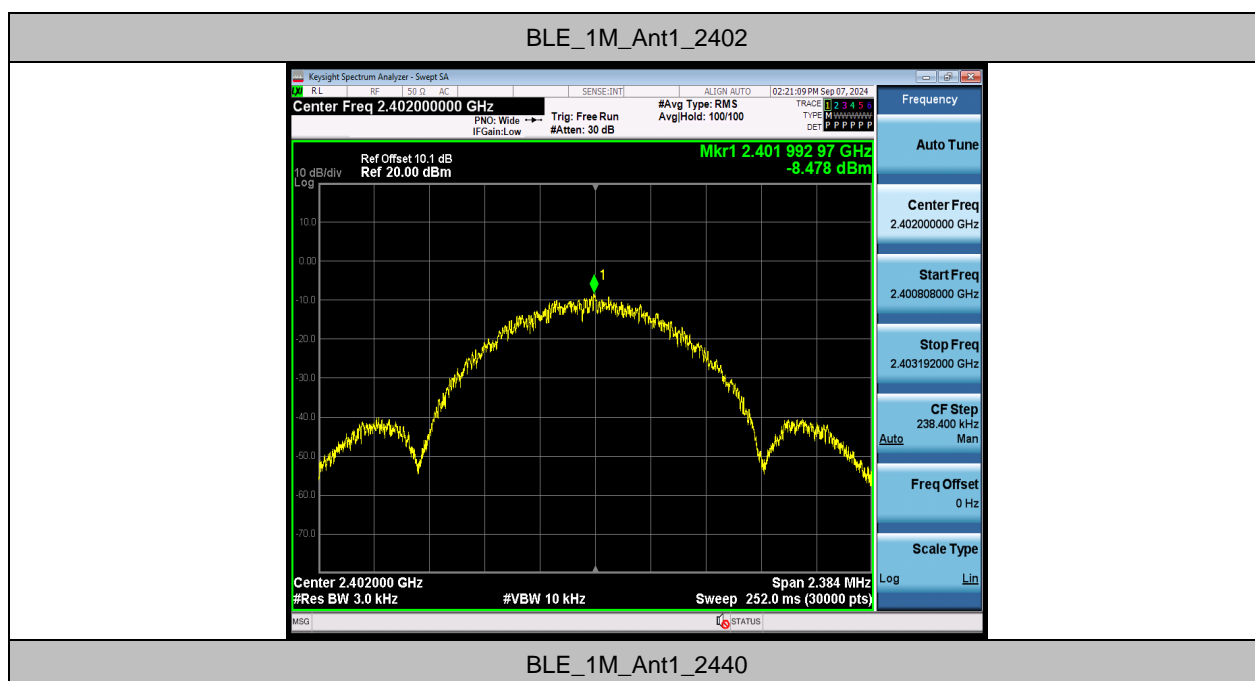 BLE_1M_Ant1_2402
Keysight Spectrum Analyzer - Swept SA
RL RF 50 Ω AC SENSE:INT ALIGN AUTO 02:21:09 PM Sep 07, 2024
Center Freq 2.402000000 GHz
PNO: Wide
IFGain:Low
Trig: Free Run
#Atten: 30 dB
#Avg Type: RMS
Avg|Hold: 100/100
TRACE 1 2 3 4 5 6
TYPE M WWWWW
DET P P P P P P
Frequency
Auto Tune
Center Freq
2.402000000 GHz
Start Freq
2.400808000 GHz
Stop Freq
2.403192000 GHz
CF Step
238.400 kHz
Auto Man
Freq Offset
0 Hz
Scale Type
Log Lin
Mkr1 2.401 992 97 GHz
-8.478 dBm
Ref Offset 10.1 dB
10 dB/div Ref 20.00 dBm
Log
10.0
0.00
1
-10.0
-20.0
-30.0
-40.0
-50.0
-60.0
-70.0
Center 2.402000 GHz Span 2.384 MHz
#Res BW 3.0 kHz #VBW 10 kHz Sweep 252.0 ms (30000 pts)
MSG STATUS
BLE_1M_Ant1_2440